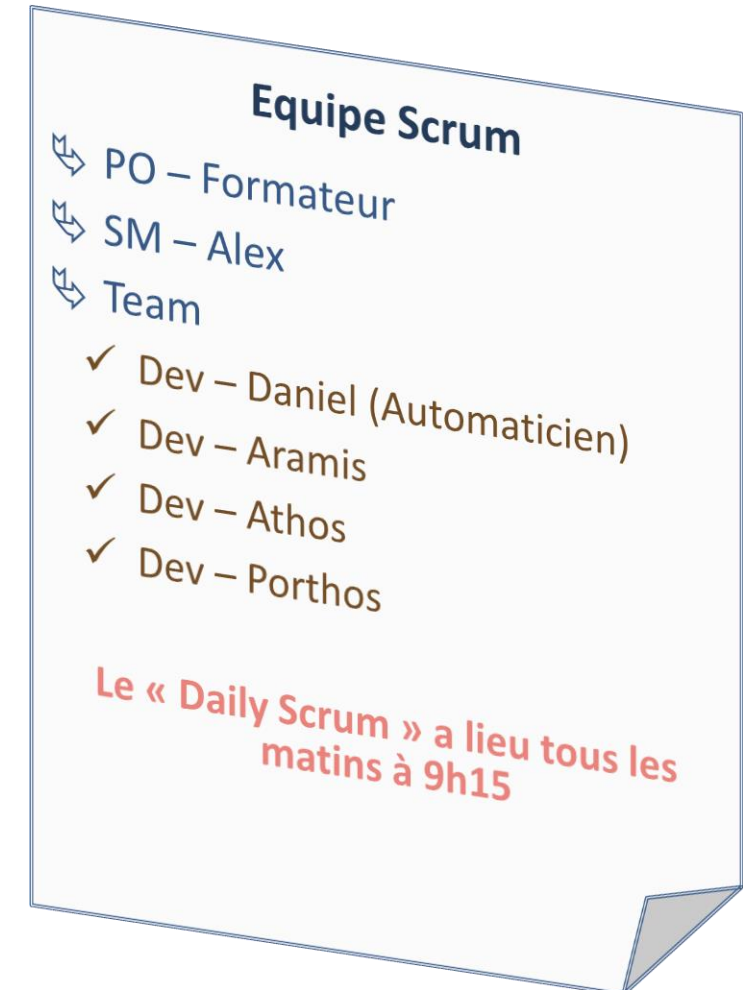 Equipe Scrum
PO – Formateur
SM – Alex
Team
Dev – Daniel (Automaticien)
Dev – Aramis
Dev – Athos
Dev – Porthos
Le « Daily Scrum » a lieu tous les
matins à 9h15